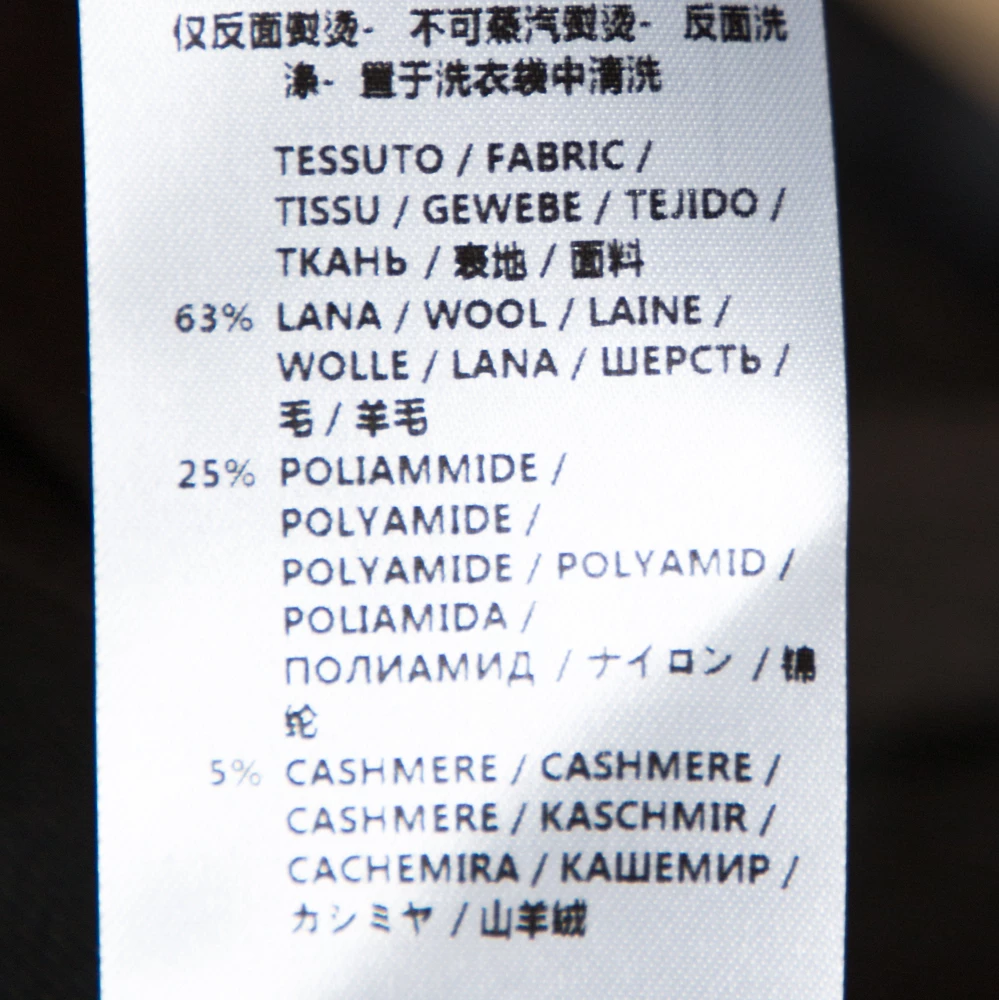 仅反面熨烫- 不可蒸汽熨烫- 反面洗
涤- 置于洗衣袋中清洗
TESSUTO / FABRIC /
TISSU / GEWEBE / TEJIDO /
ТКАНЬ / 表地 / 面料
63% LANA / WOOL / LAINE /
WOLLE / LANA / ШЕРСТЬ /
毛 / 羊毛
25% POLIAMMIDE /
POLYAMIDE /
POLYAMIDE / POLYAMID /
POLIAMIDA /
ПОЛИАМИД / ナイロン / 锦
纶
5% CASHMERE / CASHMERE /
CASHMERE / KASCHMIR /
CACHEMIRA / КАШЕМИР /
カシミヤ / 山羊绒